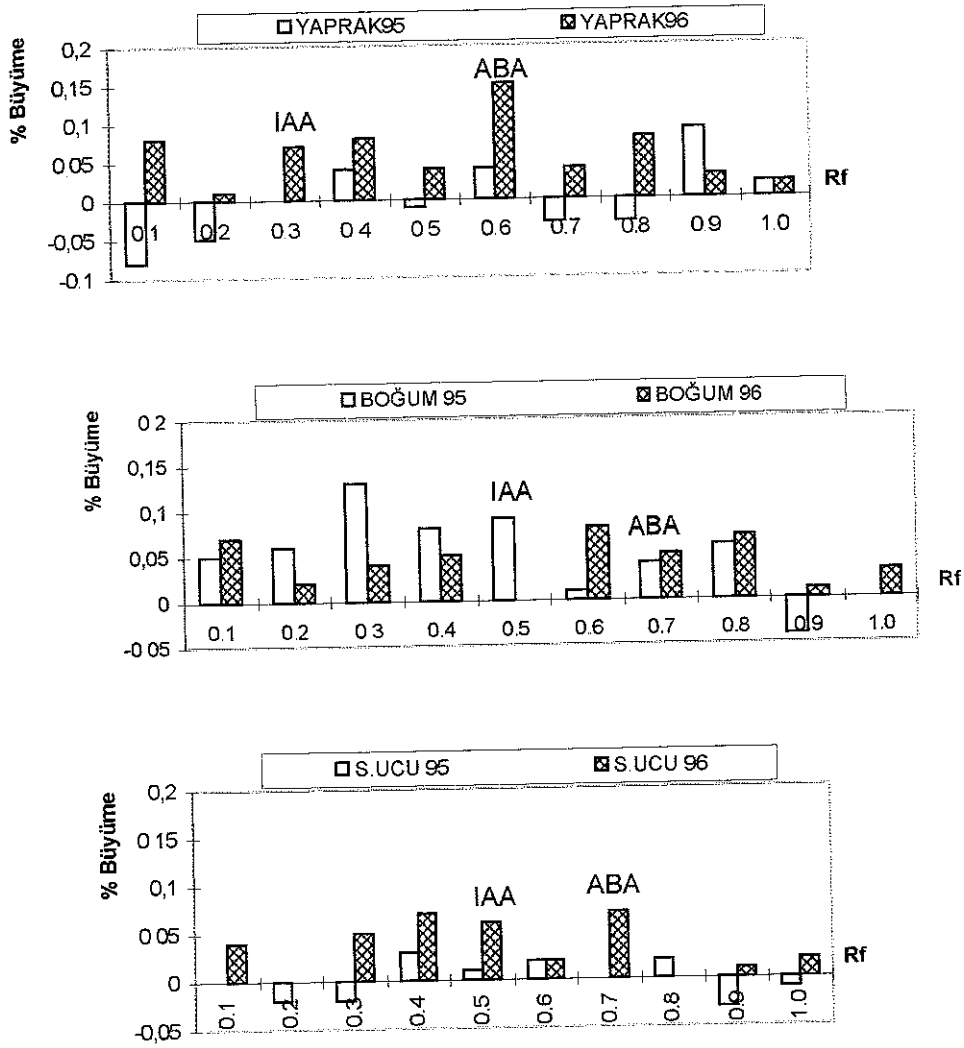 YAPRAK95 YAPRAK96
% Büyüme
0,2
0,15
0,1
0 05
0
-0,05
-0.1
IAA
ABA
Rf
0.1 0.2 0.3 0.4 0.5 0.6 0.7 0.8 0.9 1.0
BOĞUM 95 BOĞUM 96
% Büyüme
0 2
0,15
0,1
0,05
0
-0 05
IAA
ABA
Rf
0.1 0.2 0 3 0.4 0.5 0.6 0.7 0.8 0.9 1.0
S.UCU 95 S.UCU 96
% Büyüme
0,2
0 15
0,1
0 05
0
-0,05
IAA
ABA
Rf
0.1 0.2 0.3 0.4 0.5 0.6 0.7 0.8 0.9 1.0